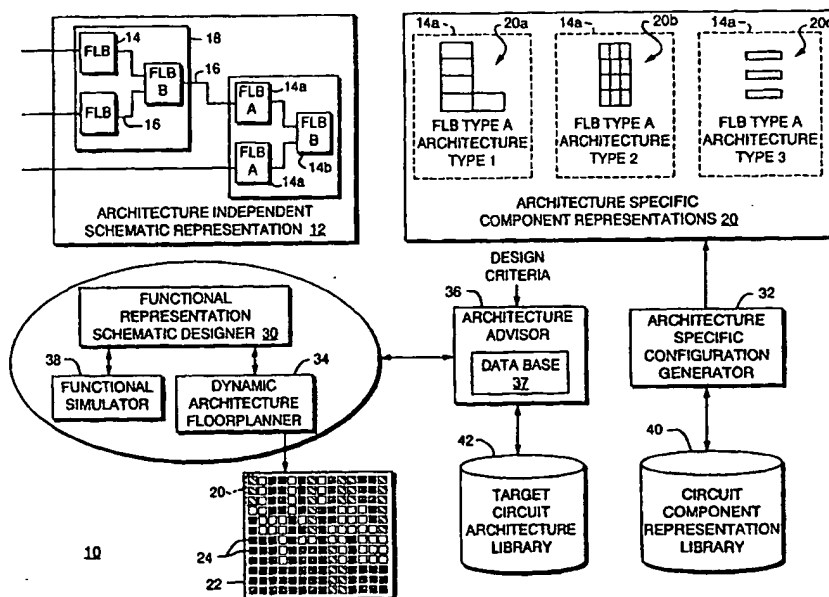 14
18
FLB
FLB
B
16
FLB
16
14a
FLB
A
FLB
B
FLB
A
14b
14a
ARCHITECTURE INDEPENDENT
SCHEMATIC REPRESENTATION 12
14a
20a
14a
20b
14a
FLB TYPE A
ARCHITECTURE
TYPE 1
FLB TYPE A
ARCHITECTURE
TYPE 2
FLB TYPE A
ARCHITECTURE
TYPE 3
ARCHITECTURE SPECIFIC
COMPONENT REPRESENTATIONS 20
DESIGN
CRITERIA
36
ARCHITECTURE
ADVISOR
DATA BASE
37
32
ARCHITECTURE
SPECIFIC
CONFIGURATION
GENERATOR
FUNCTIONAL
REPRESENTATION
SCHEMATIC DESIGNER 30
38
FUNCTIONAL
SIMULATOR
34
DYNAMIC
ARCHITECTURE
FLOORPLANNER
42
TARGET
CIRCUIT
ARCHITECTURE
LIBRARY
40
CIRCUIT
COMPONENT
REPRESENTATION
LIBRARY
20
24
22
10